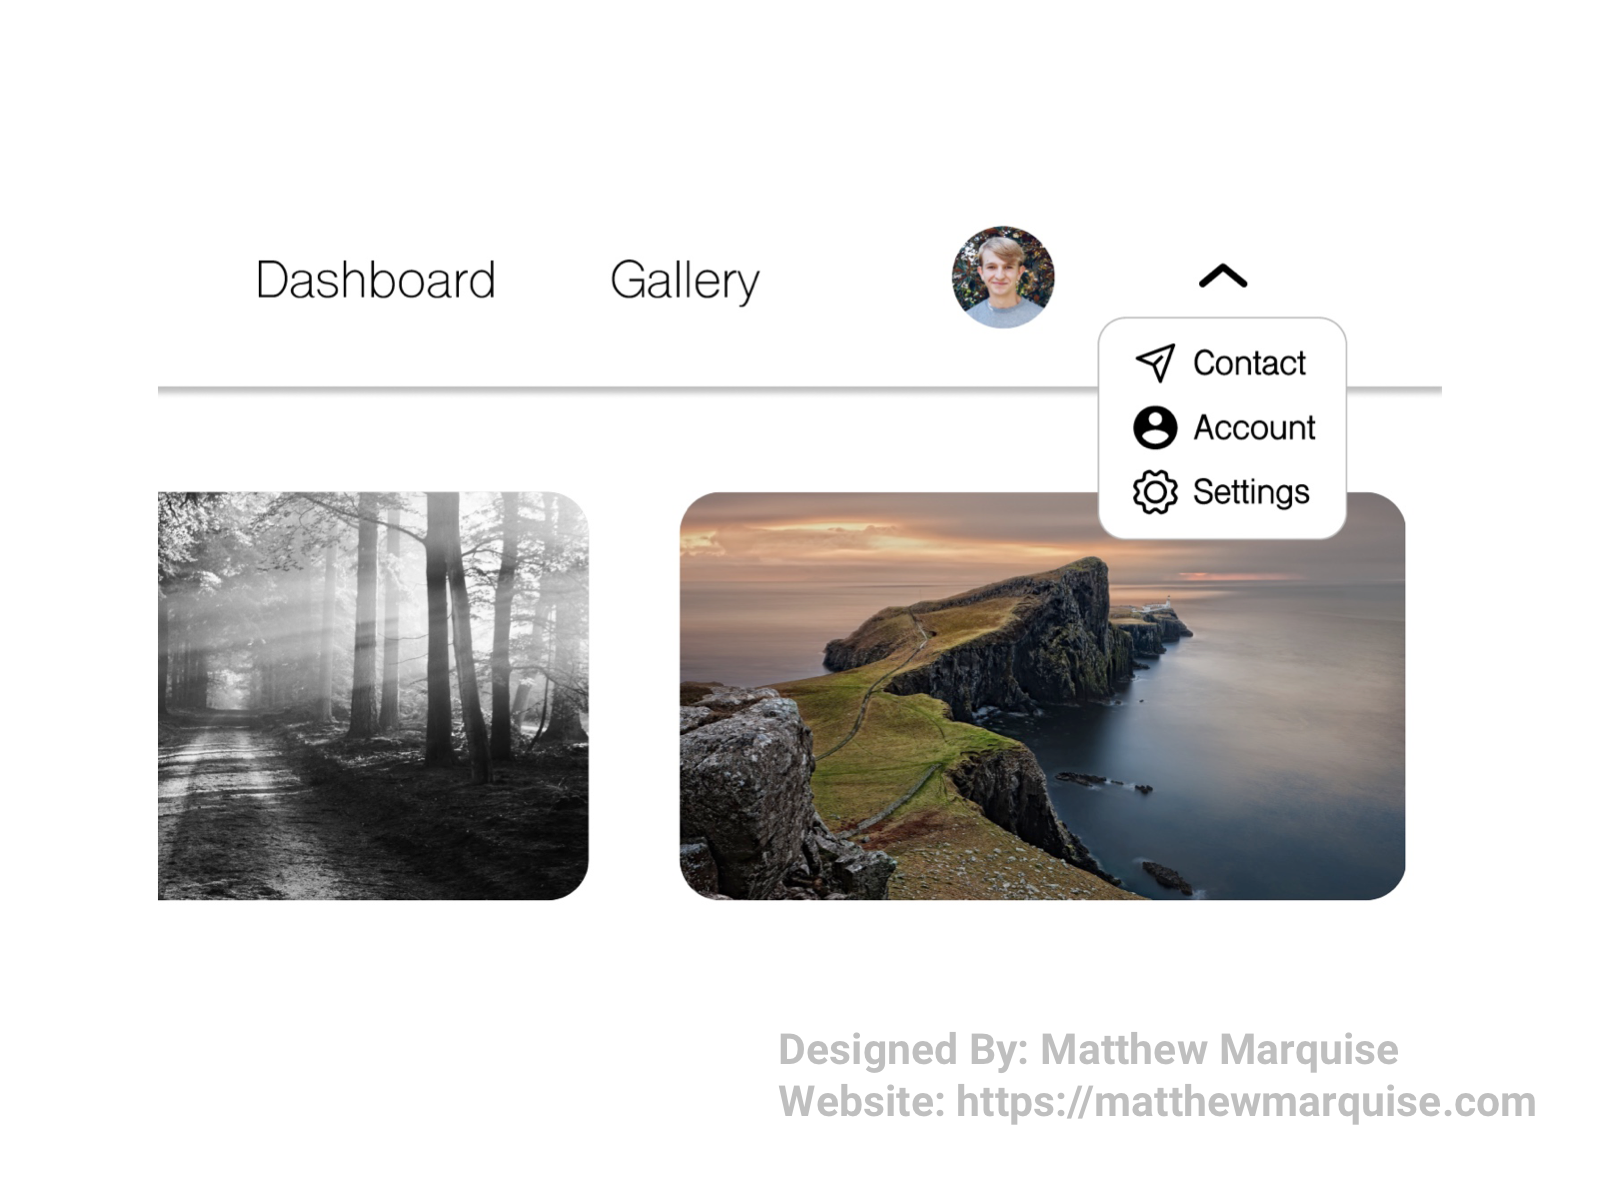 Dashboard
Gallery
Contact
Account
Settings
Designed By: Matthew Marquise
Website: https://matthewmarquise.com